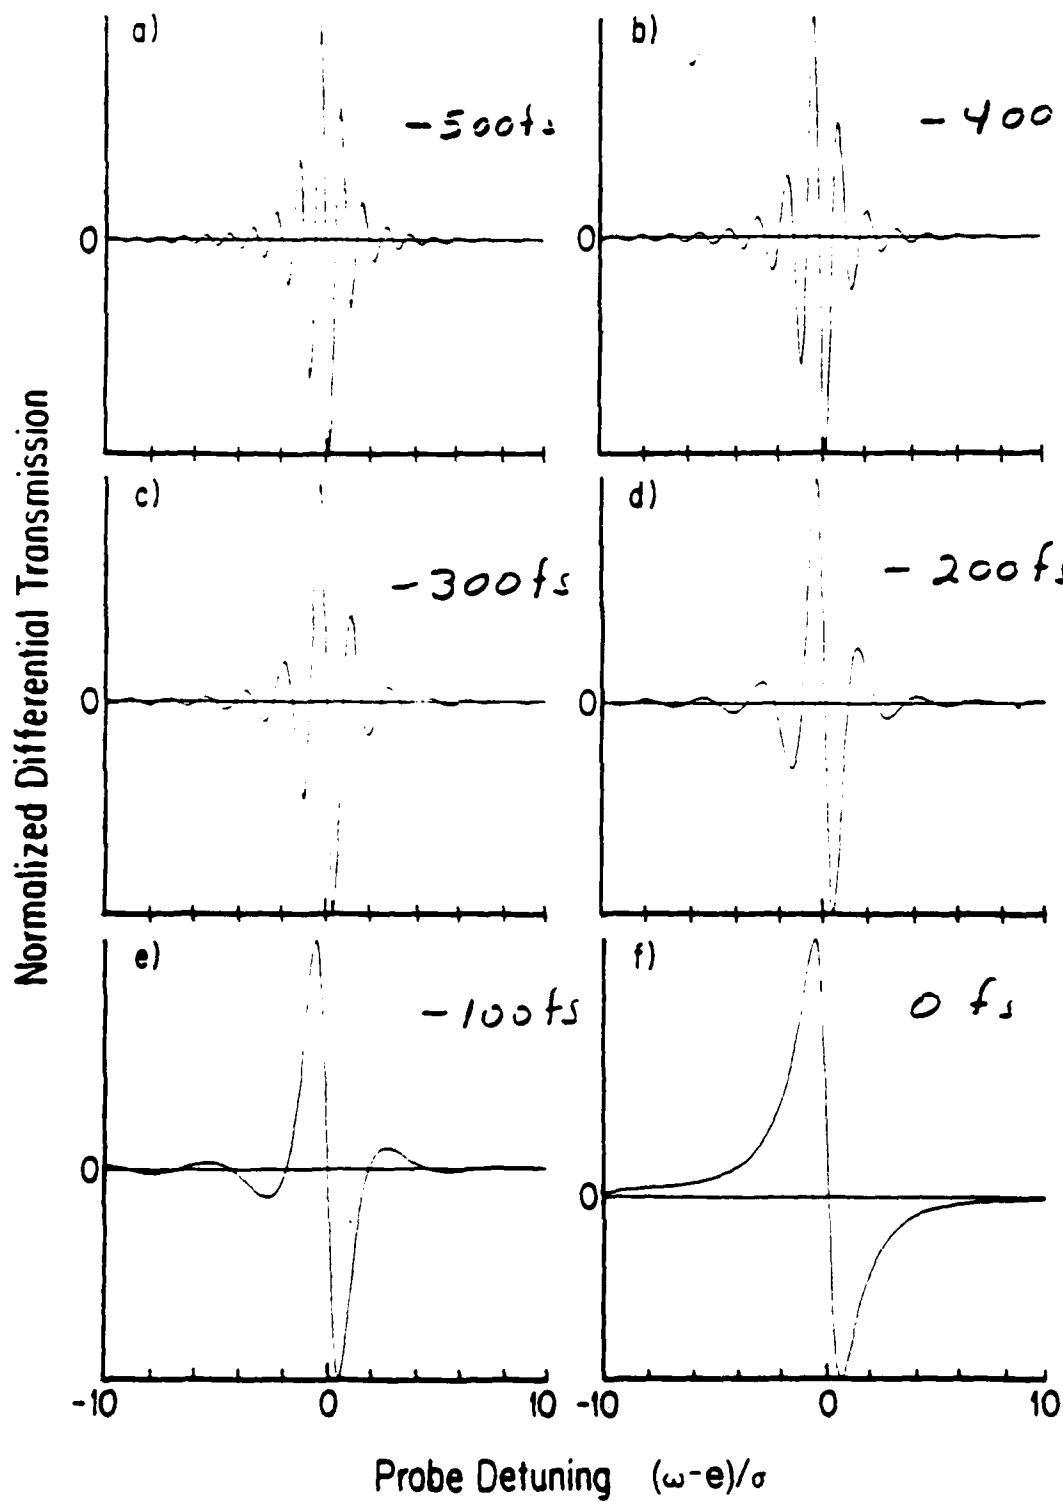 a)
-500fs
0
b)
-400
0
c)
-300fs
0
d)
-200fs
0
e)
-100fs
0
-10 0 10
f)
0 fs
0
-10 0 10
Normalized Differential Transmission
Probe Detuning (ω-e)/σ